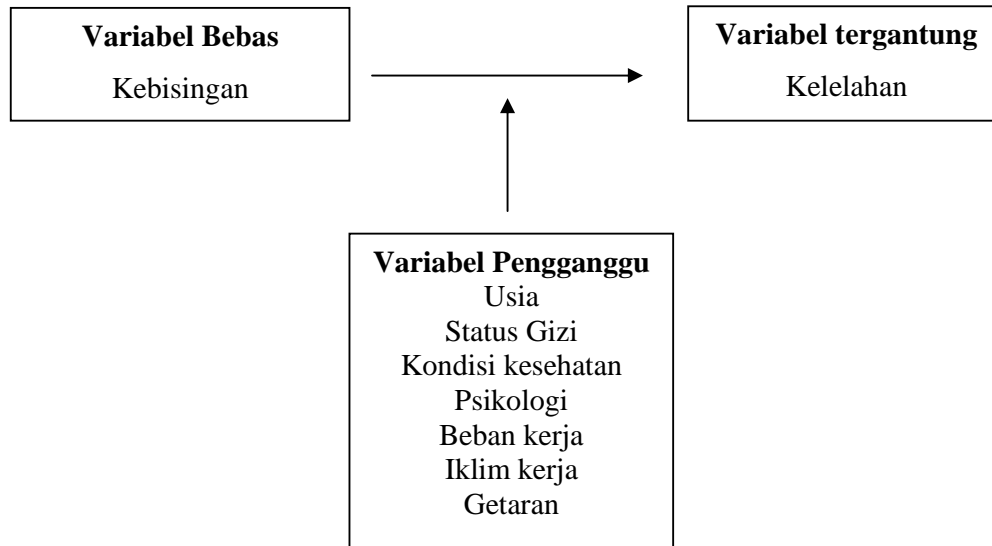 Variabel Bebas
Kebisingan
Variabel tergantung
Kelelahan
Variabel Pengganggu
Usia
Status Gizi
Kondisi kesehatan
Psikologi
Beban kerja
Iklim kerja
Getaran